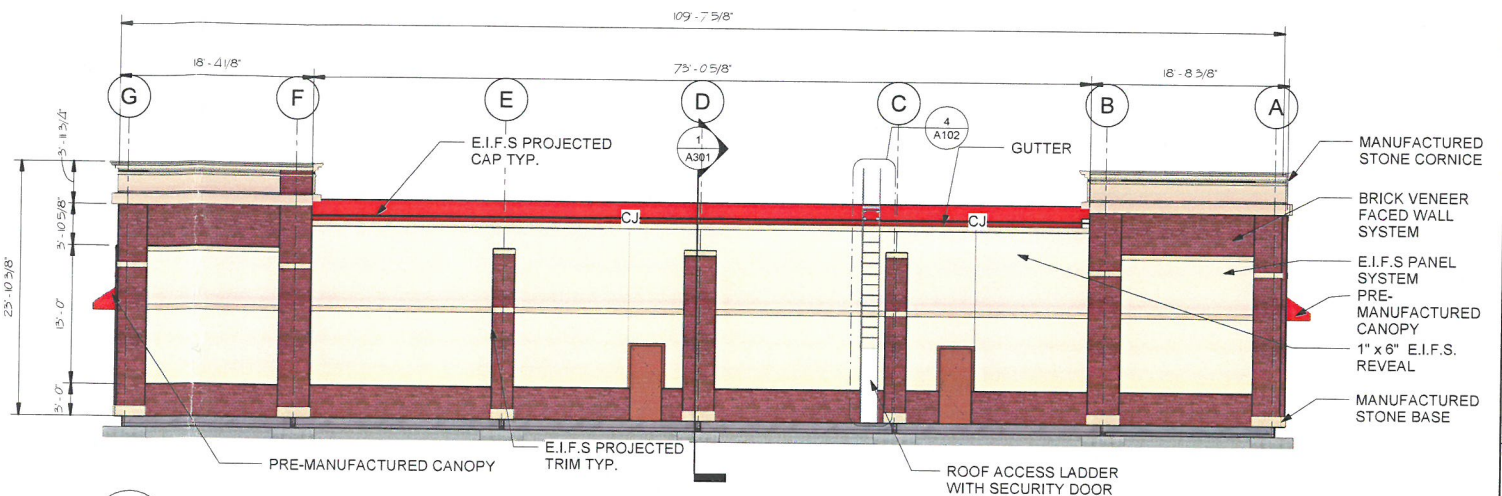 109'-7 5/8"
18'-4 1/8"
73'-0 5/8"
18'-8 3/8"
G
F
E
D
C
B
A
4
A102
1
A301
E.I.F.S PROJECTED
CAP TYP.
GUTTER
MANUFACTURED
STONE CORNICE
BRICK VENEER
FACED WALL
SYSTEM
E.I.F.S PANEL
SYSTEM
PRE-
MANUFACTURED
CANOPY
1" x 6" E.I.F.S.
REVEAL
MANUFACTURED
STONE BASE
CJ
CJ
3'-11 3/4"
3'-10 5/8"
13'-0"
3'-0"
23'-10 3/8"
PRE-MANUFACTURED CANOPY
E.I.F.S PROJECTED
TRIM TYP.
ROOF ACCESS LADDER
WITH SECURITY DOOR